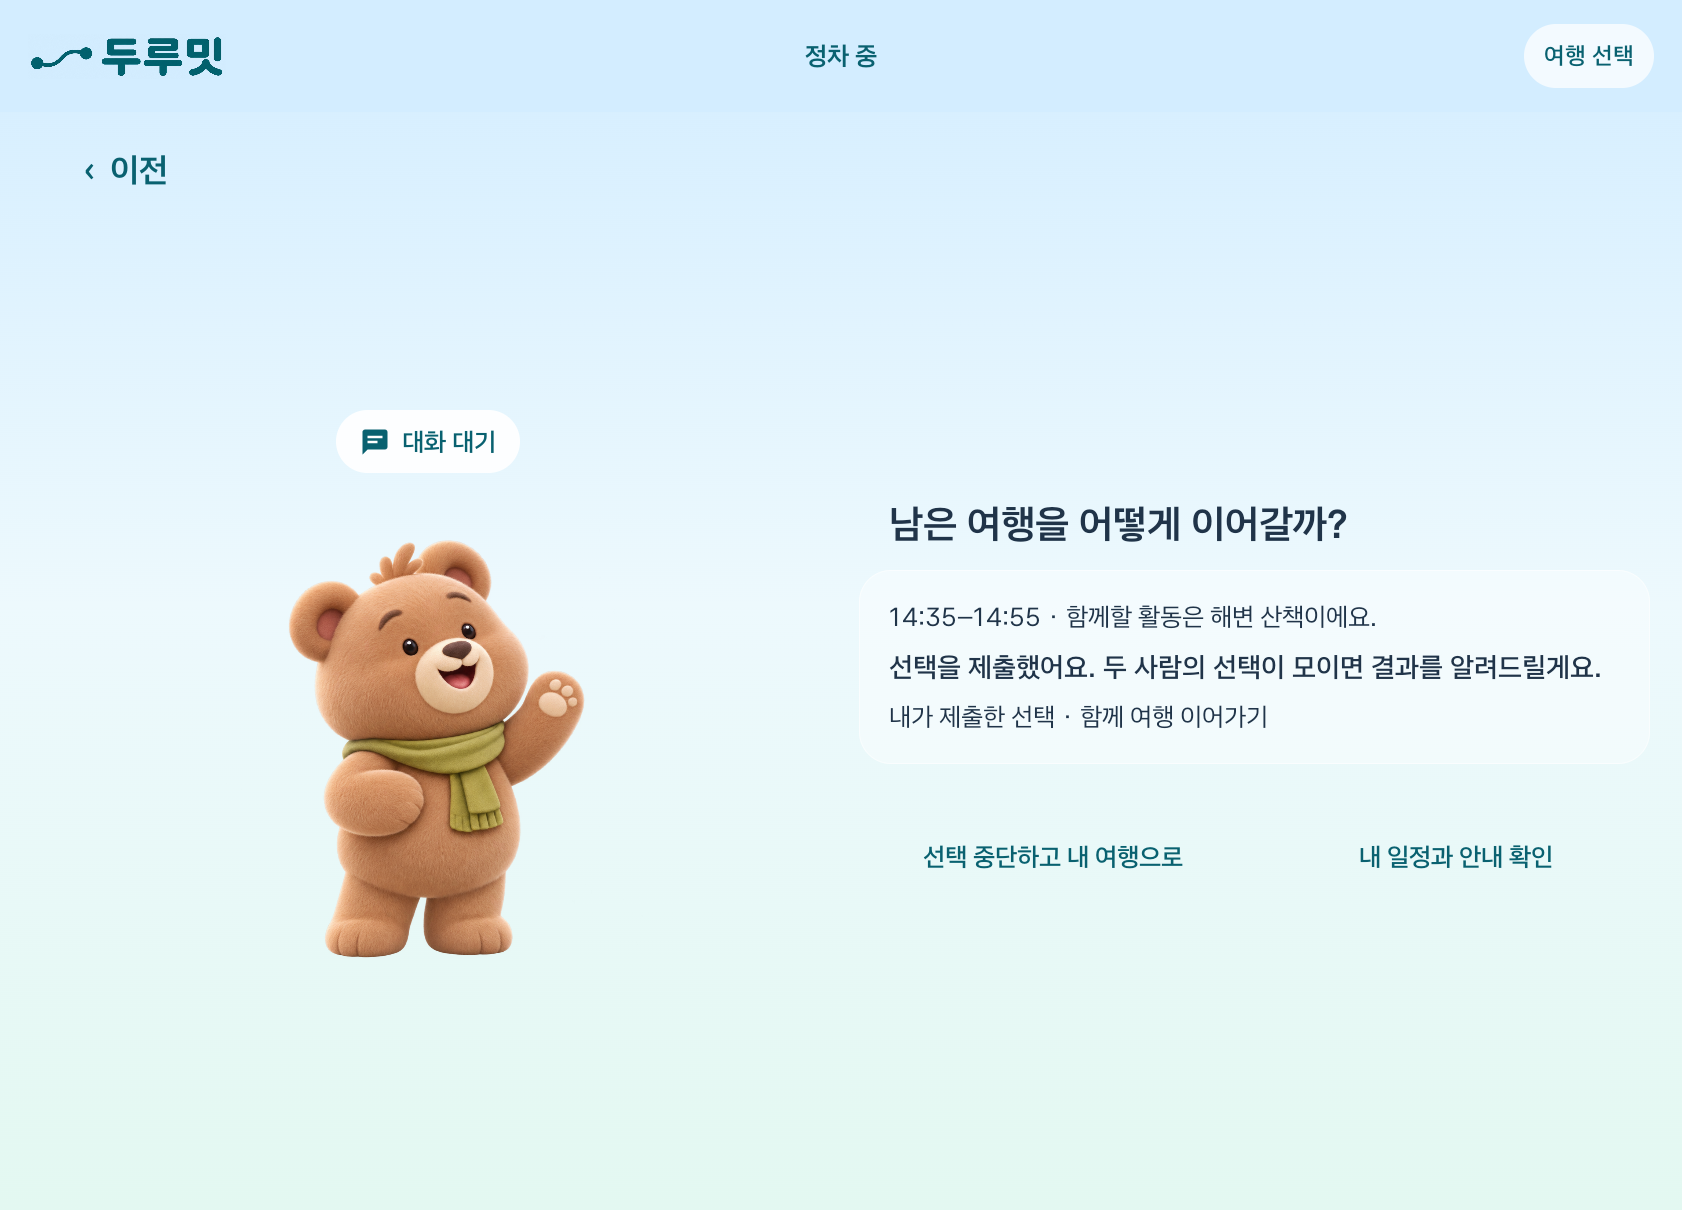 두루밋
정차 중
여행 선택
‹ 이전
대화 대기
남은 여행을 어떻게 이어갈까?
14:35–14:55 · 함께할 활동은 해변 산책이에요.
선택을 제출했어요. 두 사람의 선택이 모이면 결과를 알려드릴게요.
내가 제출한 선택 · 함께 여행 이어가기
선택 중단하고 내 여행으로
내 일정과 안내 확인